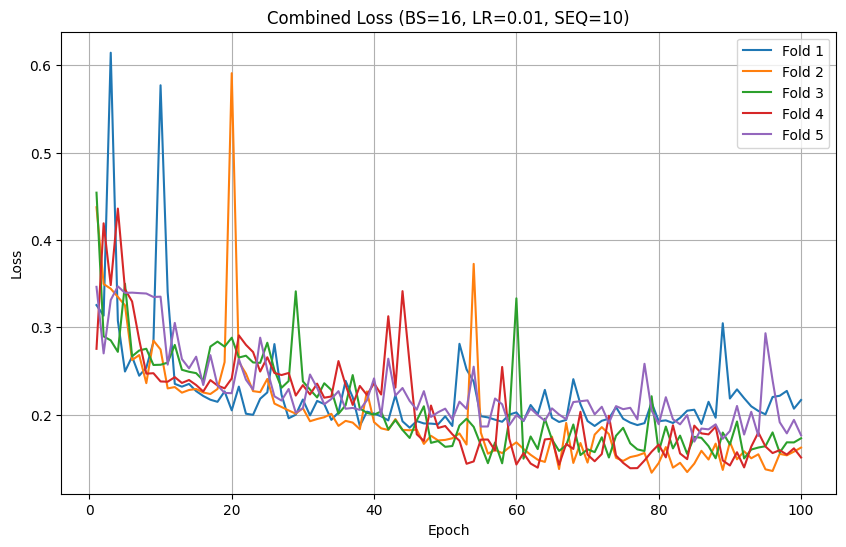 Combined Loss (BS=16, LR=0.01, SEQ=10)
Fold 1
Fold 2
Fold 3
Fold 4
Fold 5
0.6
0.5
0.4
0.3
0.2
Loss
0 20 40 60 80 100
Epoch